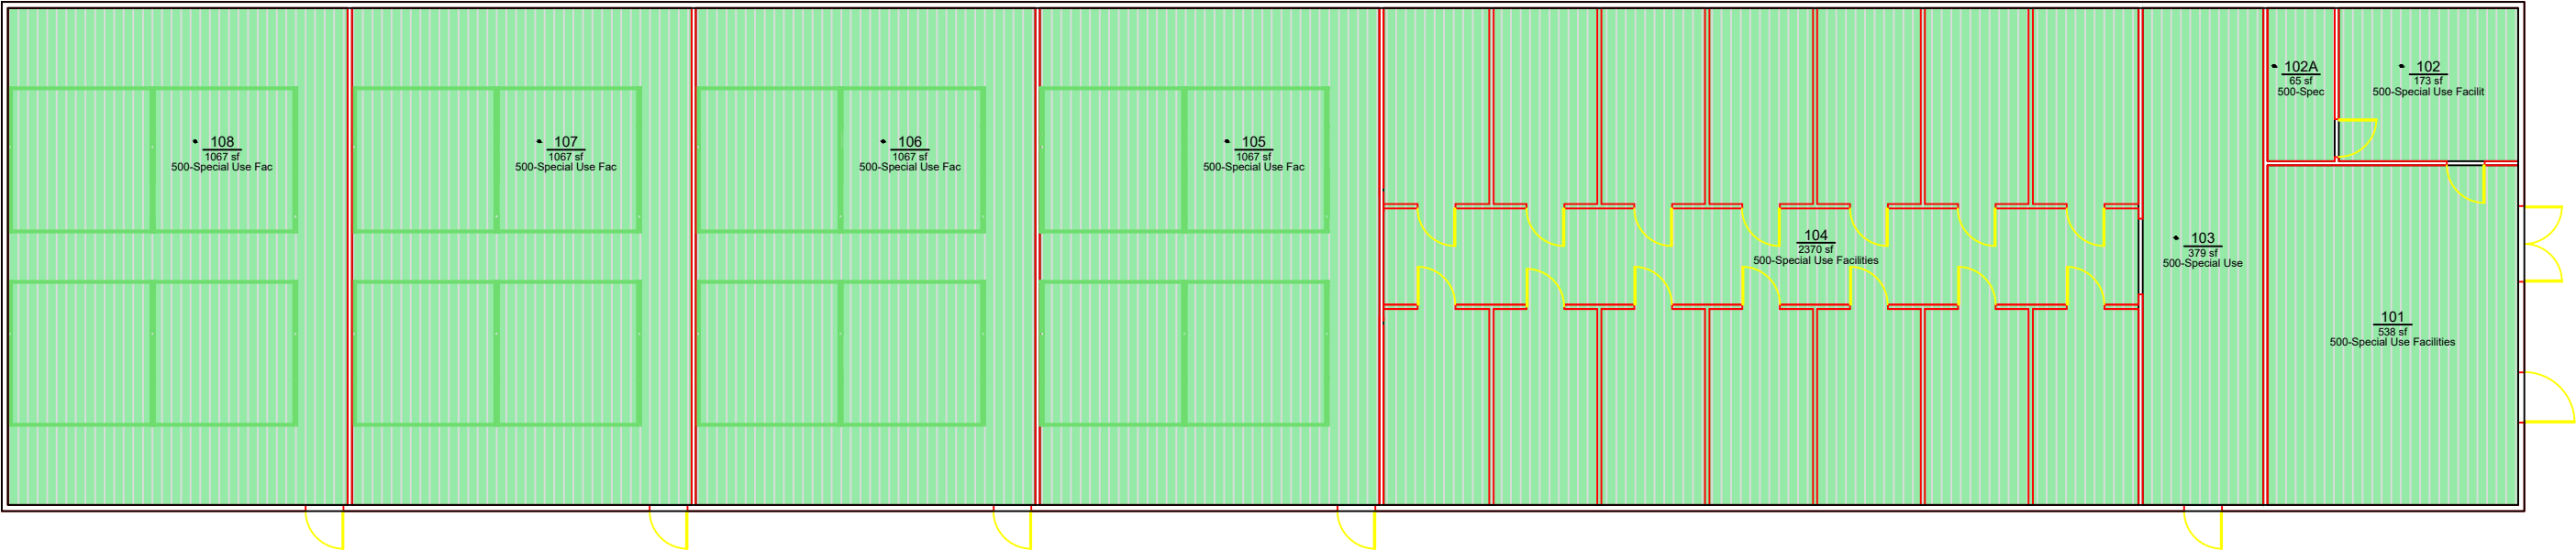 108
1067 sf
500-Special Use Fac
107
1067 sf
500-Special Use Fac
106
1067 sf
500-Special Use Fac
105
1067 sf
500-Special Use Fac
104
2370 sf
500-Special Use Facilities
103
379 sf
500-Special Use
102A
65 sf
500-Spec
102
173 sf
500-Special Use Facilit
101
538 sf
500-Special Use Facilities